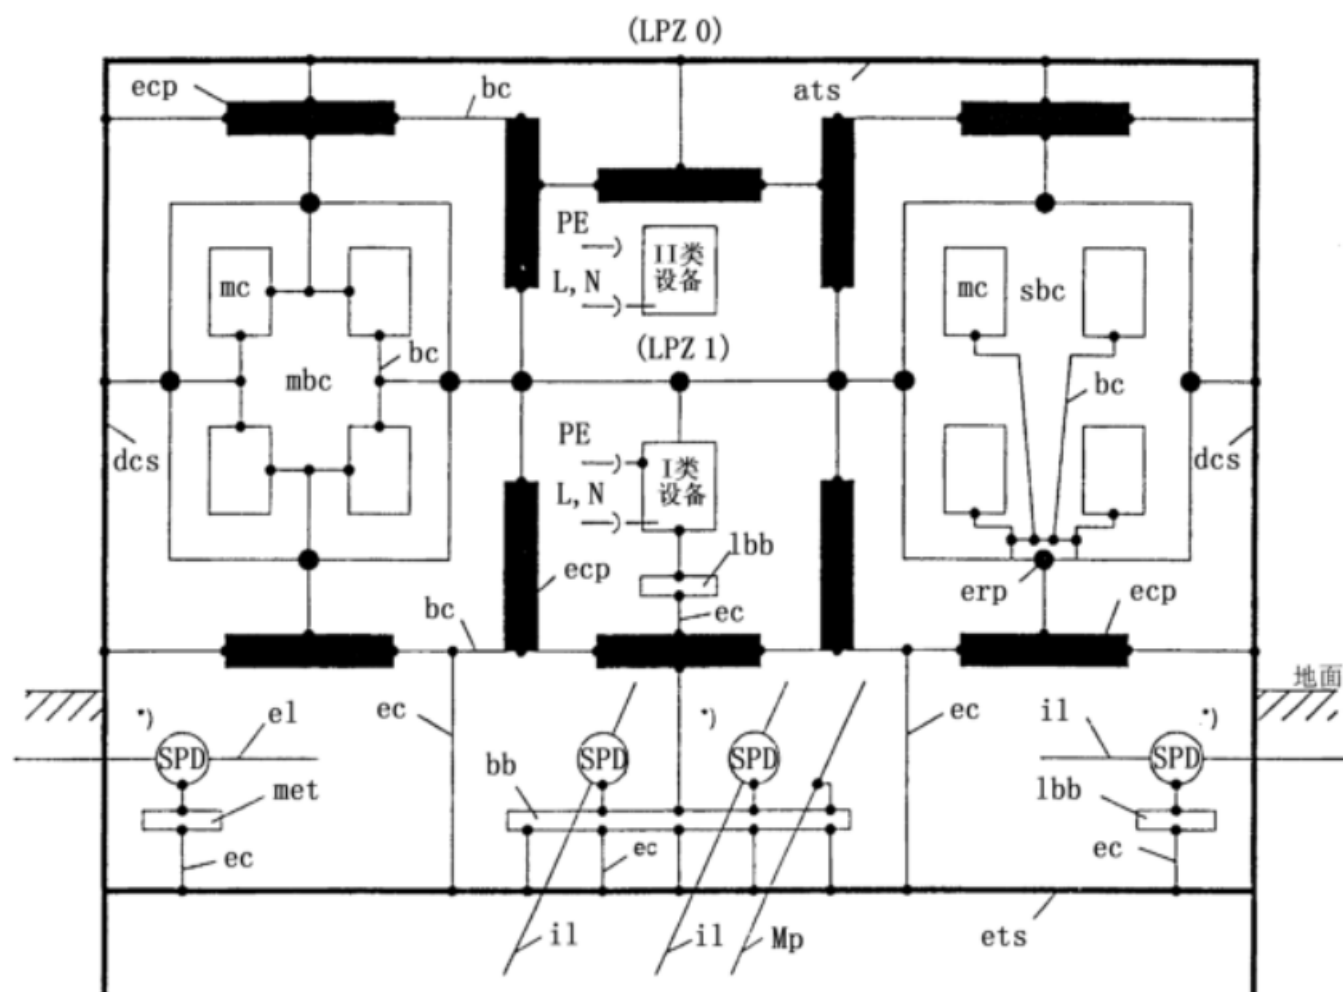 (LPZ 0)
ecp
bc
ats
PE
II类
设备
L, N
mc
mc
sbc
(LPZ 1)
bc
mbc
bc
PE
dcs
dcs
I类
设备
L, N
lbb
ecp
erp
ecp
bc
ec
地面
*)
el
ec
*)
ec
il
*)
SPD
SPD
SPD
SPD
bb
met
lbb
ec
ec
ec
il
il
Mp
ets